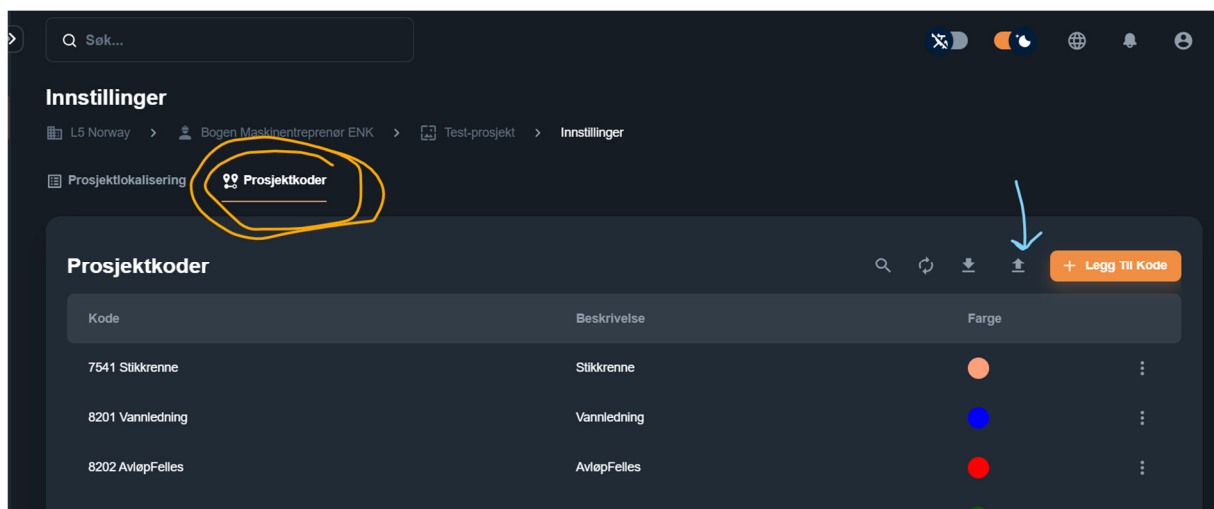 Søk...
Innstillinger
L5 Norway > Bogen Maskinentreprenør ENK > Test-prosjekt > Innstillinger
Prosjektlokalisering Prosjektkoder
Prosjektkoder
+ Legg Til Kode
Kode Beskrivelse Farge
7541 Stikkrenne Stikkrenne
8201 Vannledning Vannledning
8202 AvløpFelles AvløpFelles